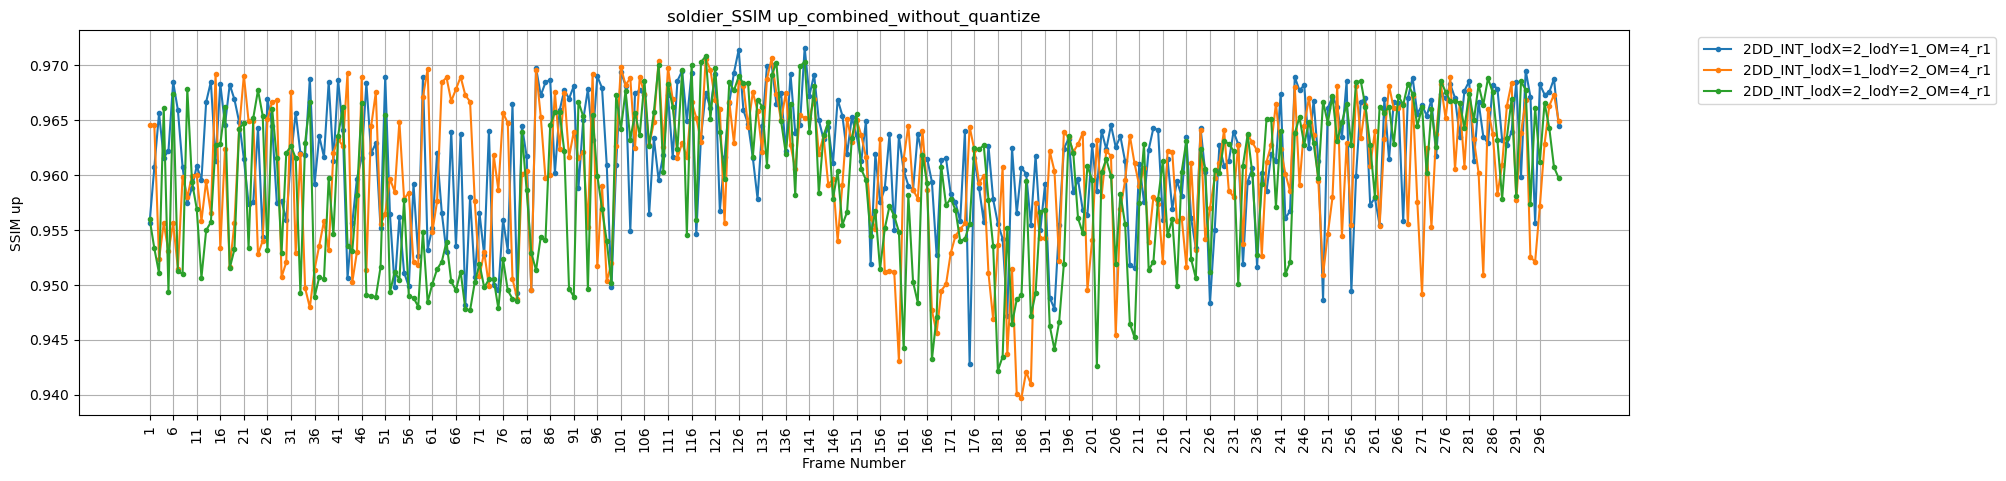 soldier_SSIM up_combined_without_quantize
2DD_INT_lodX=2_lodY=1_OM=4_r1
2DD_INT_lodX=1_lodY=2_OM=4_r1
2DD_INT_lodX=2_lodY=2_OM=4_r1
SSIM up
0.970
0.965
0.960
0.955
0.950
0.945
0.940
1 6 11 16 21 26 31 36 41 46 51 56 61 66 71 76 81 86 91 96 101 106 111 116 121 126 131 136 141 146 151 156 161 166 171 176 181 186 191 196 201 206 211 216 221 226 231 236 241 246 251 256 261 266 271 276 281 286 291 296
Frame Number